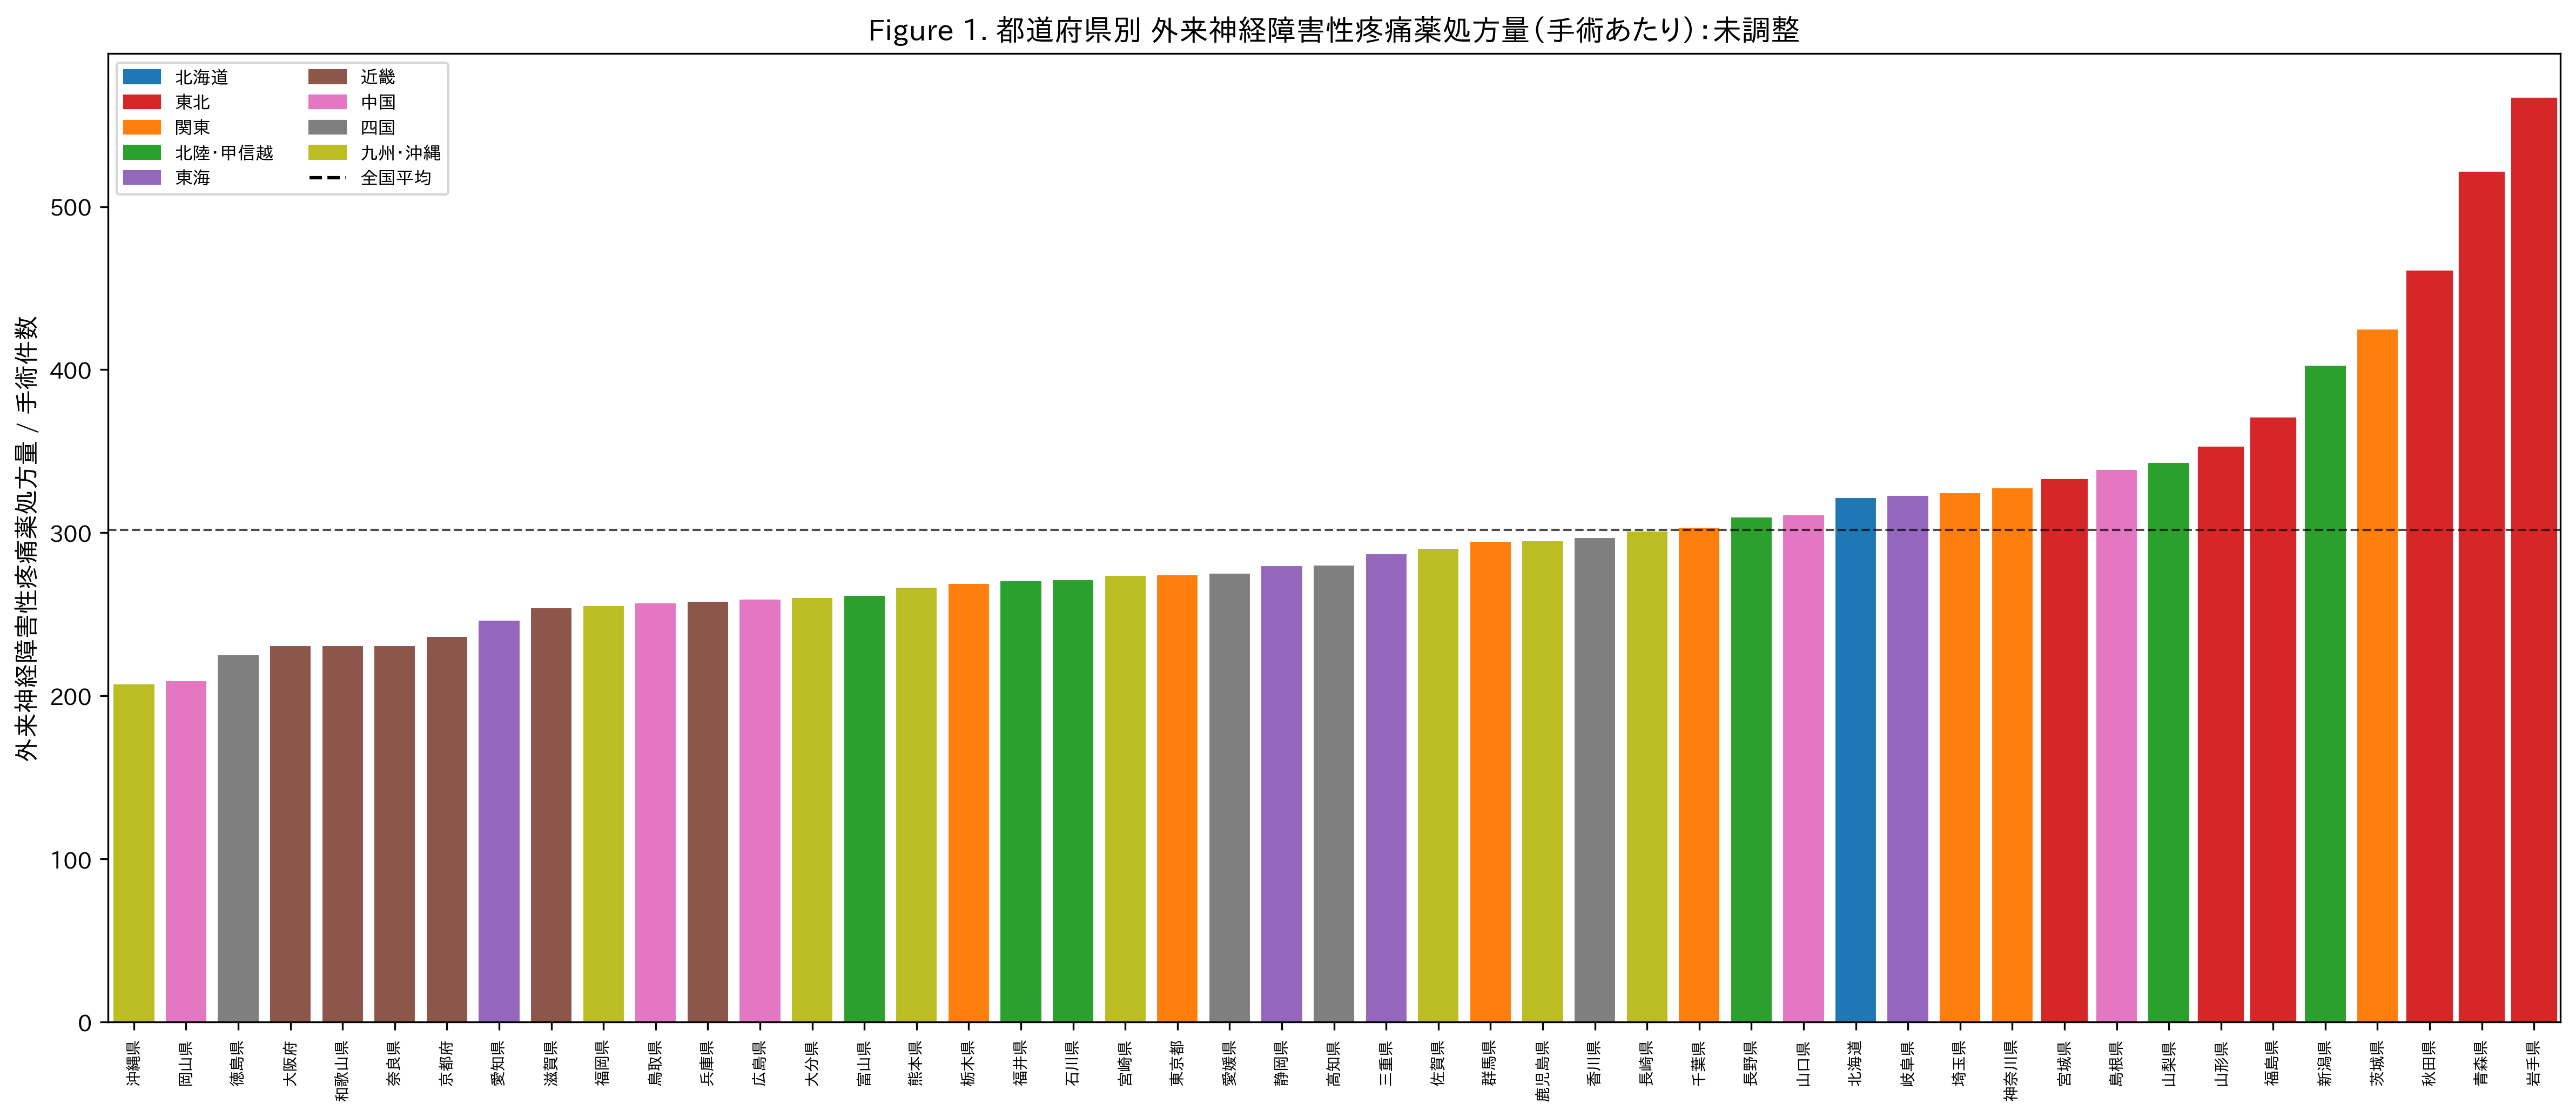 Figure 1. 都道府県別 外来神経障害性疼痛薬処方量（手術あたり）：未調整
北海道
東北
関東
北陸・甲信越
東海
近畿
中国
四国
九州・沖縄
全国平均
外来神経障害性疼痛薬処方量 / 手術件数
500
400
300
200
100
0
沖縄県
岡山県
徳島県
大阪府
和歌山県
奈良県
京都府
愛知県
滋賀県
福岡県
鳥取県
兵庫県
広島県
大分県
富山県
熊本県
栃木県
福井県
石川県
宮崎県
東京都
愛媛県
静岡県
高知県
三重県
佐賀県
群馬県
鹿児島県
香川県
長崎県
千葉県
長野県
山口県
北海道
岐阜県
埼玉県
神奈川県
宮城県
島根県
山梨県
山形県
福島県
新潟県
茨城県
秋田県
青森県
岩手県